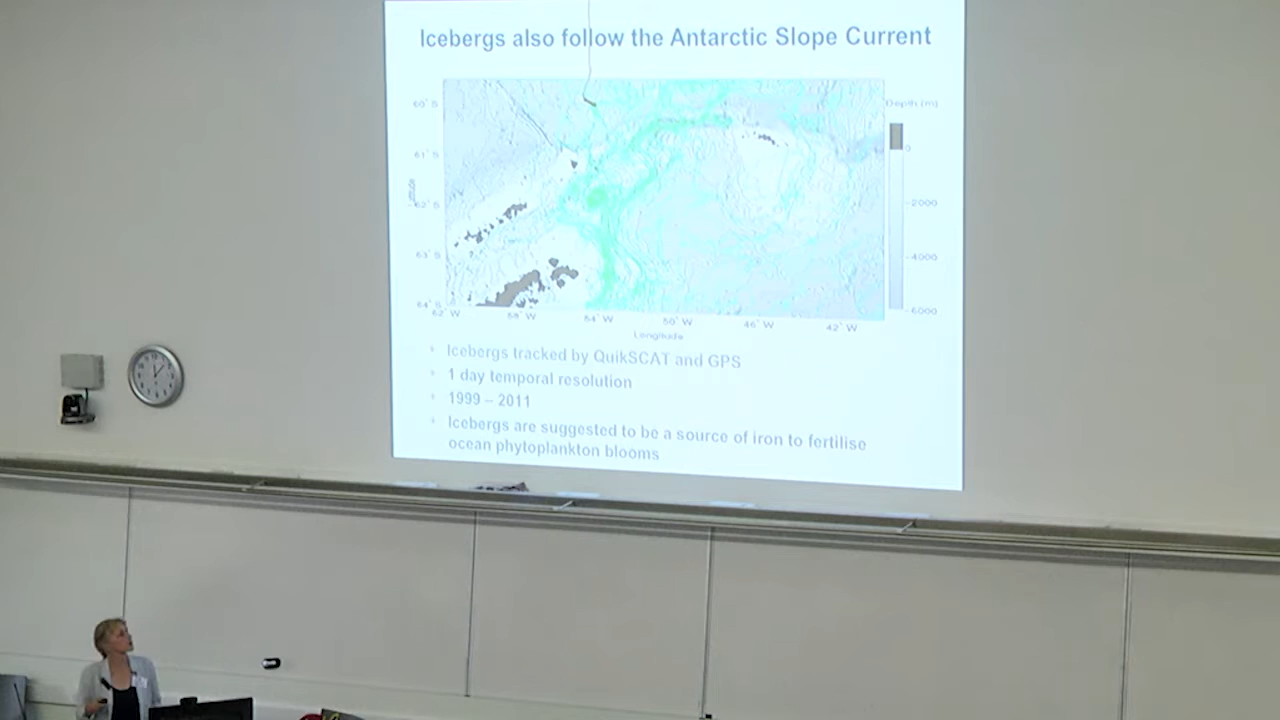 Icebergs also follow the Antarctic Slope Current
Depth (m)
60° S
61° S
62° S
63° S
64° S
0
-2000
-4000
-6000
62° W
58° W
54° W
50° W
46° W
42° W
Longitude
Latitude
Icebergs tracked by QuikSCAT and GPS
1 day temporal resolution
1999 – 2011
Icebergs are suggested to be a source of iron to fertilise
ocean phytoplankton blooms